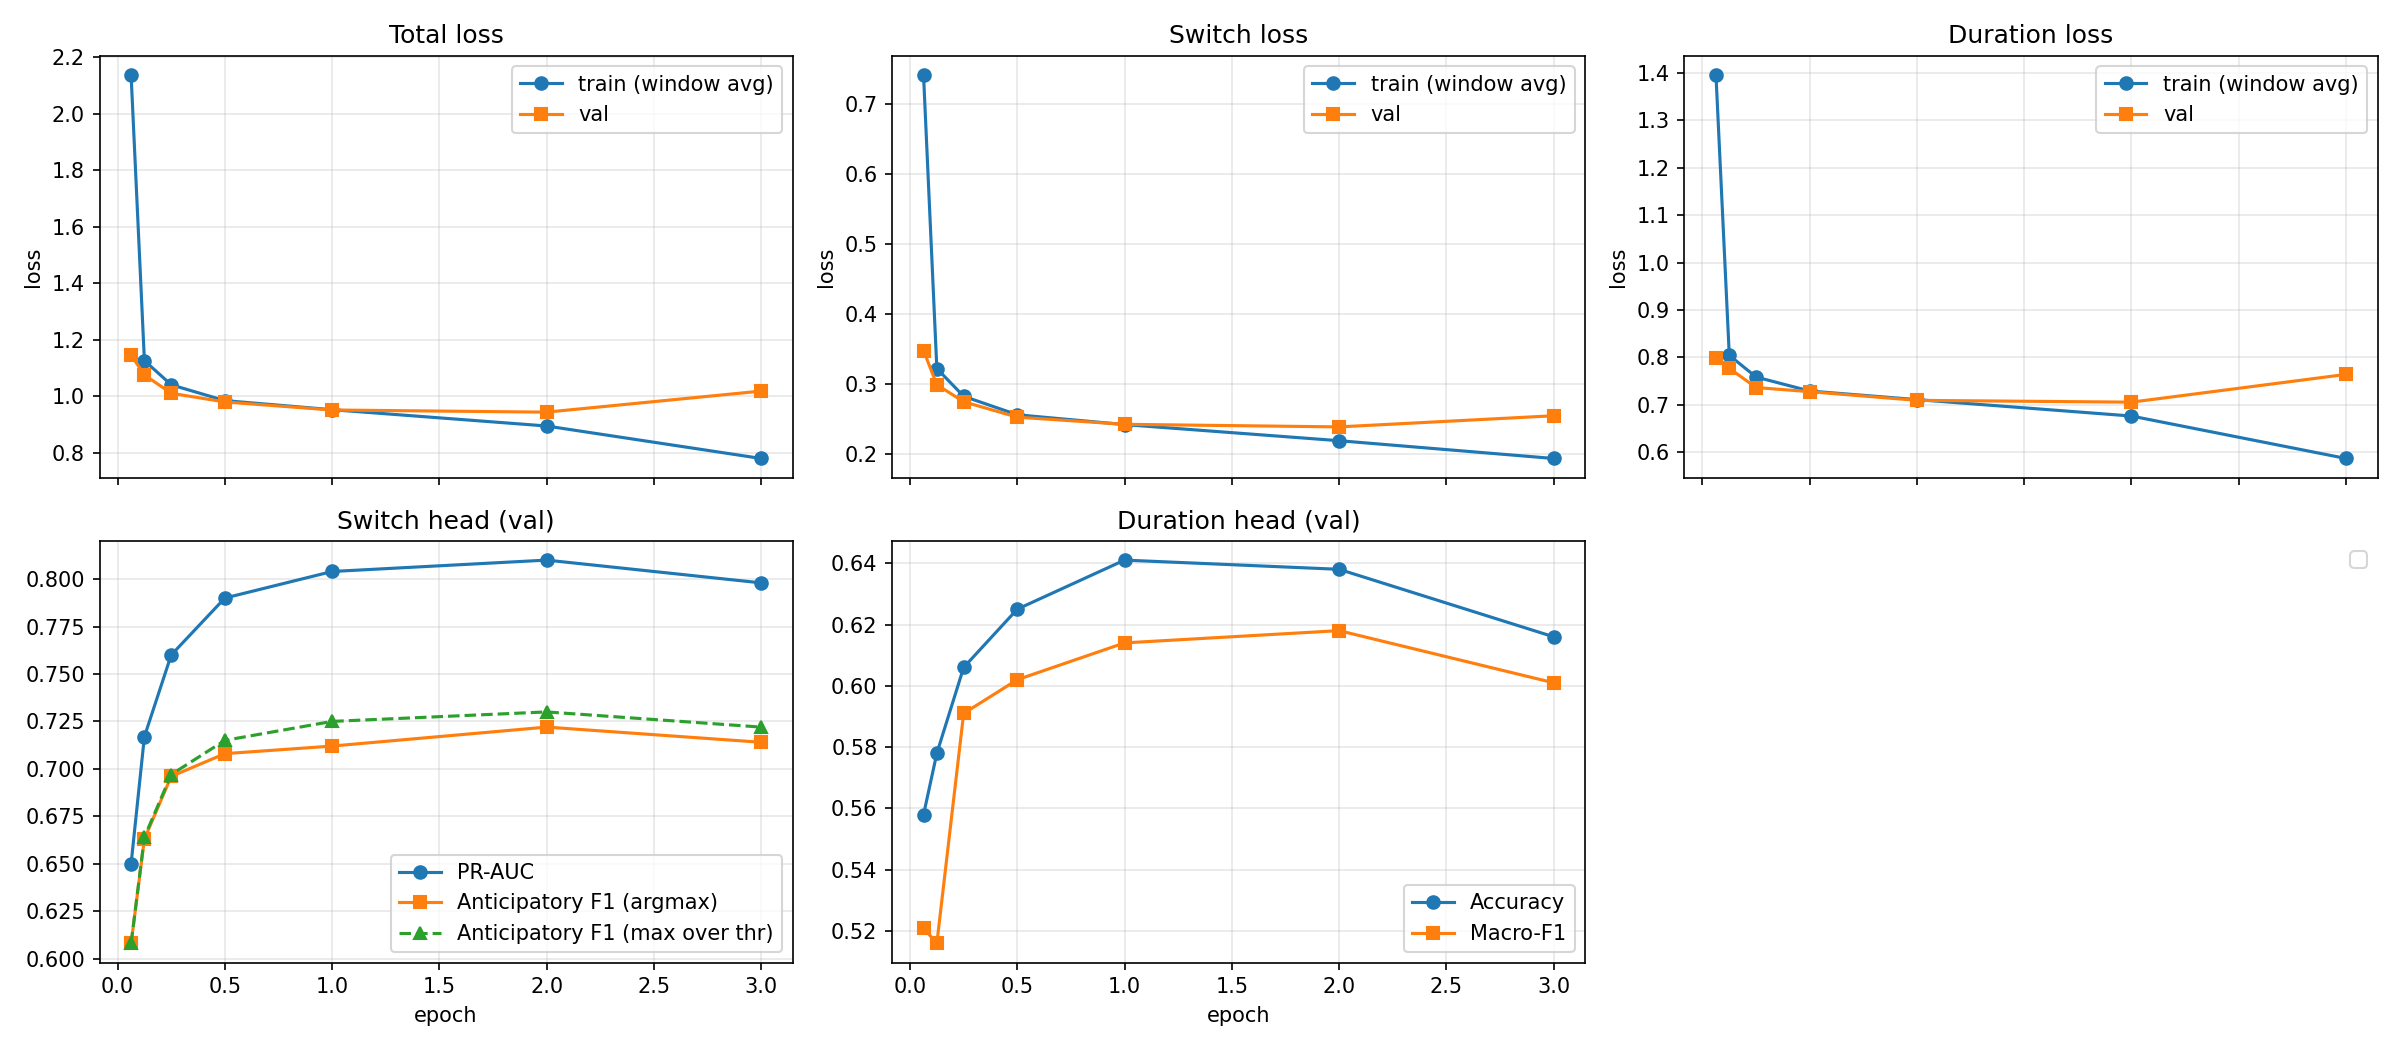 Total loss
2.2
2.0
1.8
1.6
1.4
1.2
1.0
0.8
loss
train (window avg)
val
Switch loss
0.7
0.6
0.5
0.4
0.3
0.2
loss
train (window avg)
val
Duration loss
1.4
1.3
1.2
1.1
1.0
0.9
0.8
0.7
0.6
loss
train (window avg)
val
Switch head (val)
0.800
0.775
0.750
0.725
0.700
0.675
0.650
0.625
0.600
PR-AUC
Anticipatory F1 (argmax)
Anticipatory F1 (max over thr)
0.0 0.5 1.0 1.5 2.0 2.5 3.0
epoch
Duration head (val)
0.64
0.62
0.60
0.58
0.56
0.54
0.52
Accuracy
Macro-F1
0.0 0.5 1.0 1.5 2.0 2.5 3.0
epoch